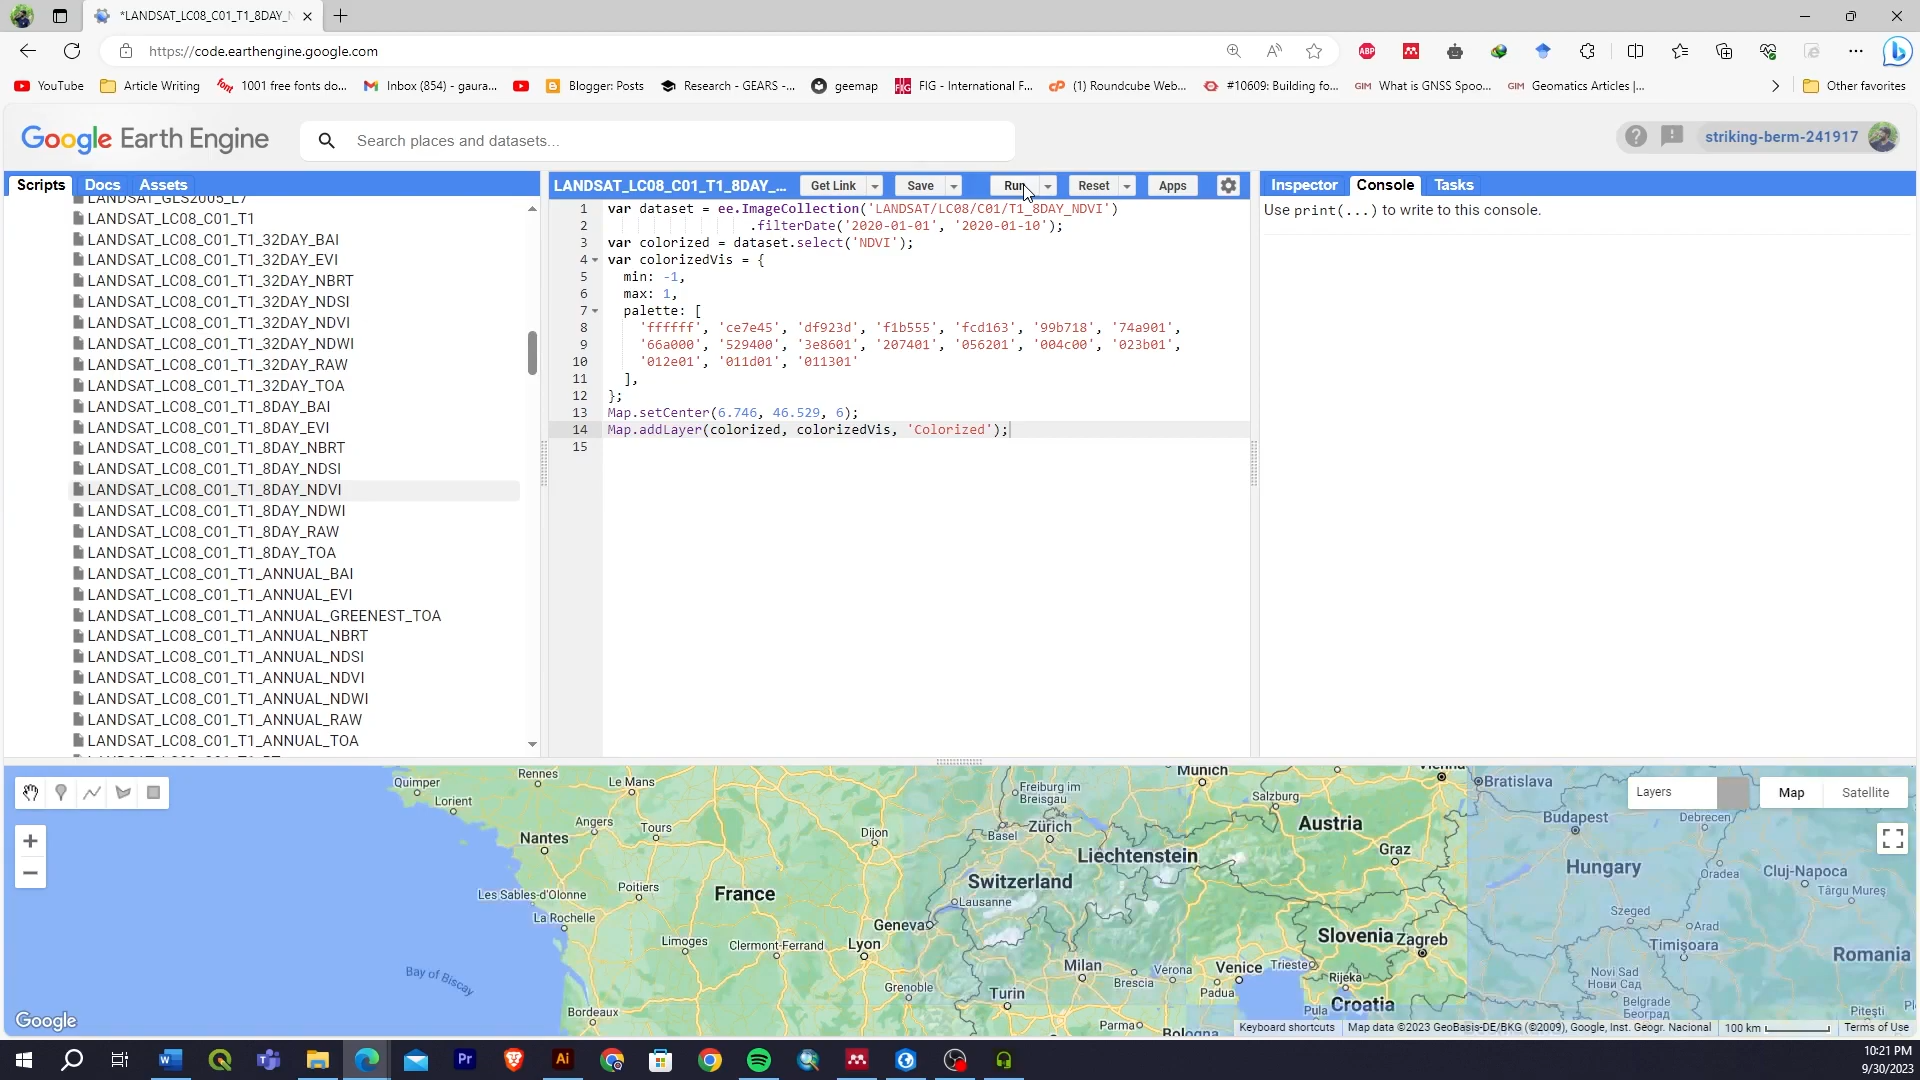 *LANDSAT_LC08_C01_T1_8DAY_N
https://code.earthengine.google.com
YouTube
Article Writing
1001 free fonts do...
Inbox (854) - gaura...
Blogger: Posts
Research - GEARS -...
geemap
FIG - International F...
(1) Roundcube Web...
#10609: Building fo...
GIM What is GNSS Spoo...
GIM Geomatics Articles |...
Other favorites
Google Earth Engine
Search places and datasets...
striking-berm-241917
Scripts
Docs
Assets
LANDSAT_GLS2005_L7
LANDSAT_LC08_C01_T1
LANDSAT_LC08_C01_T1_32DAY_BAI
LANDSAT_LC08_C01_T1_32DAY_EVI
LANDSAT_LC08_C01_T1_32DAY_NBRT
LANDSAT_LC08_C01_T1_32DAY_NDSI
LANDSAT_LC08_C01_T1_32DAY_NDVI
LANDSAT_LC08_C01_T1_32DAY_NDWI
LANDSAT_LC08_C01_T1_32DAY_RAW
LANDSAT_LC08_C01_T1_32DAY_TOA
LANDSAT_LC08_C01_T1_8DAY_BAI
LANDSAT_LC08_C01_T1_8DAY_EVI
LANDSAT_LC08_C01_T1_8DAY_NBRT
LANDSAT_LC08_C01_T1_8DAY_NDSI
LANDSAT_LC08_C01_T1_8DAY_NDVI
LANDSAT_LC08_C01_T1_8DAY_NDWI
LANDSAT_LC08_C01_T1_8DAY_RAW
LANDSAT_LC08_C01_T1_8DAY_TOA
LANDSAT_LC08_C01_T1_ANNUAL_BAI
LANDSAT_LC08_C01_T1_ANNUAL_EVI
LANDSAT_LC08_C01_T1_ANNUAL_GREENEST_TOA
LANDSAT_LC08_C01_T1_ANNUAL_NBRT
LANDSAT_LC08_C01_T1_ANNUAL_NDSI
LANDSAT_LC08_C01_T1_ANNUAL_NDVI
LANDSAT_LC08_C01_T1_ANNUAL_NDWI
LANDSAT_LC08_C01_T1_ANNUAL_RAW
LANDSAT_LC08_C01_T1_ANNUAL_TOA
LANDSAT_LC08_C01_T1_8DAY_...
Get Link
Save
Run
Reset
Apps
1 var dataset = ee.ImageCollection('LANDSAT/LC08/C01/T1_8DAY_NDVI')
2 .filterDate('2020-01-01', '2020-01-10');
3 var colorized = dataset.select('NDVI');
4 var colorizedVis = {
5 min: -1,
6 max: 1,
7 palette: [
8 'ffffff', 'ce7e45', 'df923d', 'f1b555', 'fcd163', '99b718', '74a901',
9 '66a000', '529400', '3e8601', '207401', '056201', '004c00', '023b01',
10 '012e01', '011d01', '011301'
11 ],
12 };
13 Map.setCenter(6.746, 46.529, 6);
14 Map.addLayer(colorized, colorizedVis, 'Colorized');
15
Inspector
Console
Tasks
Use print(...) to write to this console.
Layers
Map
Satellite
Quimper
Lorient
Rennes
Le Mans
Angers
Tours
Nantes
Les Sables-d'Olonne
Poitiers
La Rochelle
Limoges
Clermont-Ferrand
Bay of Biscay
Bordeaux
France
Dijon
Geneva
Lyon
Grenoble
Freiburg im
Breisgau
Basel
Zürich
Liechtenstein
Switzerland
Lausanne
Munich
Salzburg
Austria
Graz
Slovenia
Zagreb
Milan
Brescia
Verona
Venice
Padua
Trieste
Rijeka
Turin
Parma
Bologna
Pula
Croatia
Vienna
Bratislava
Budapest
Debrecen
Hungary
Oradea
Cluj-Napoca
Târgu Mureș
Szeged
Arad
Timișoara
Romania
Novi Sad
Нови Сад
Belgrade
Београд
Pitești
Google
Keyboard shortcuts
Map data ©2023 GeoBasis-DE/BKG (©2009), Google, Inst. Geogr. Nacional
100 km
Terms of Use
10:21 PM
9/30/2023